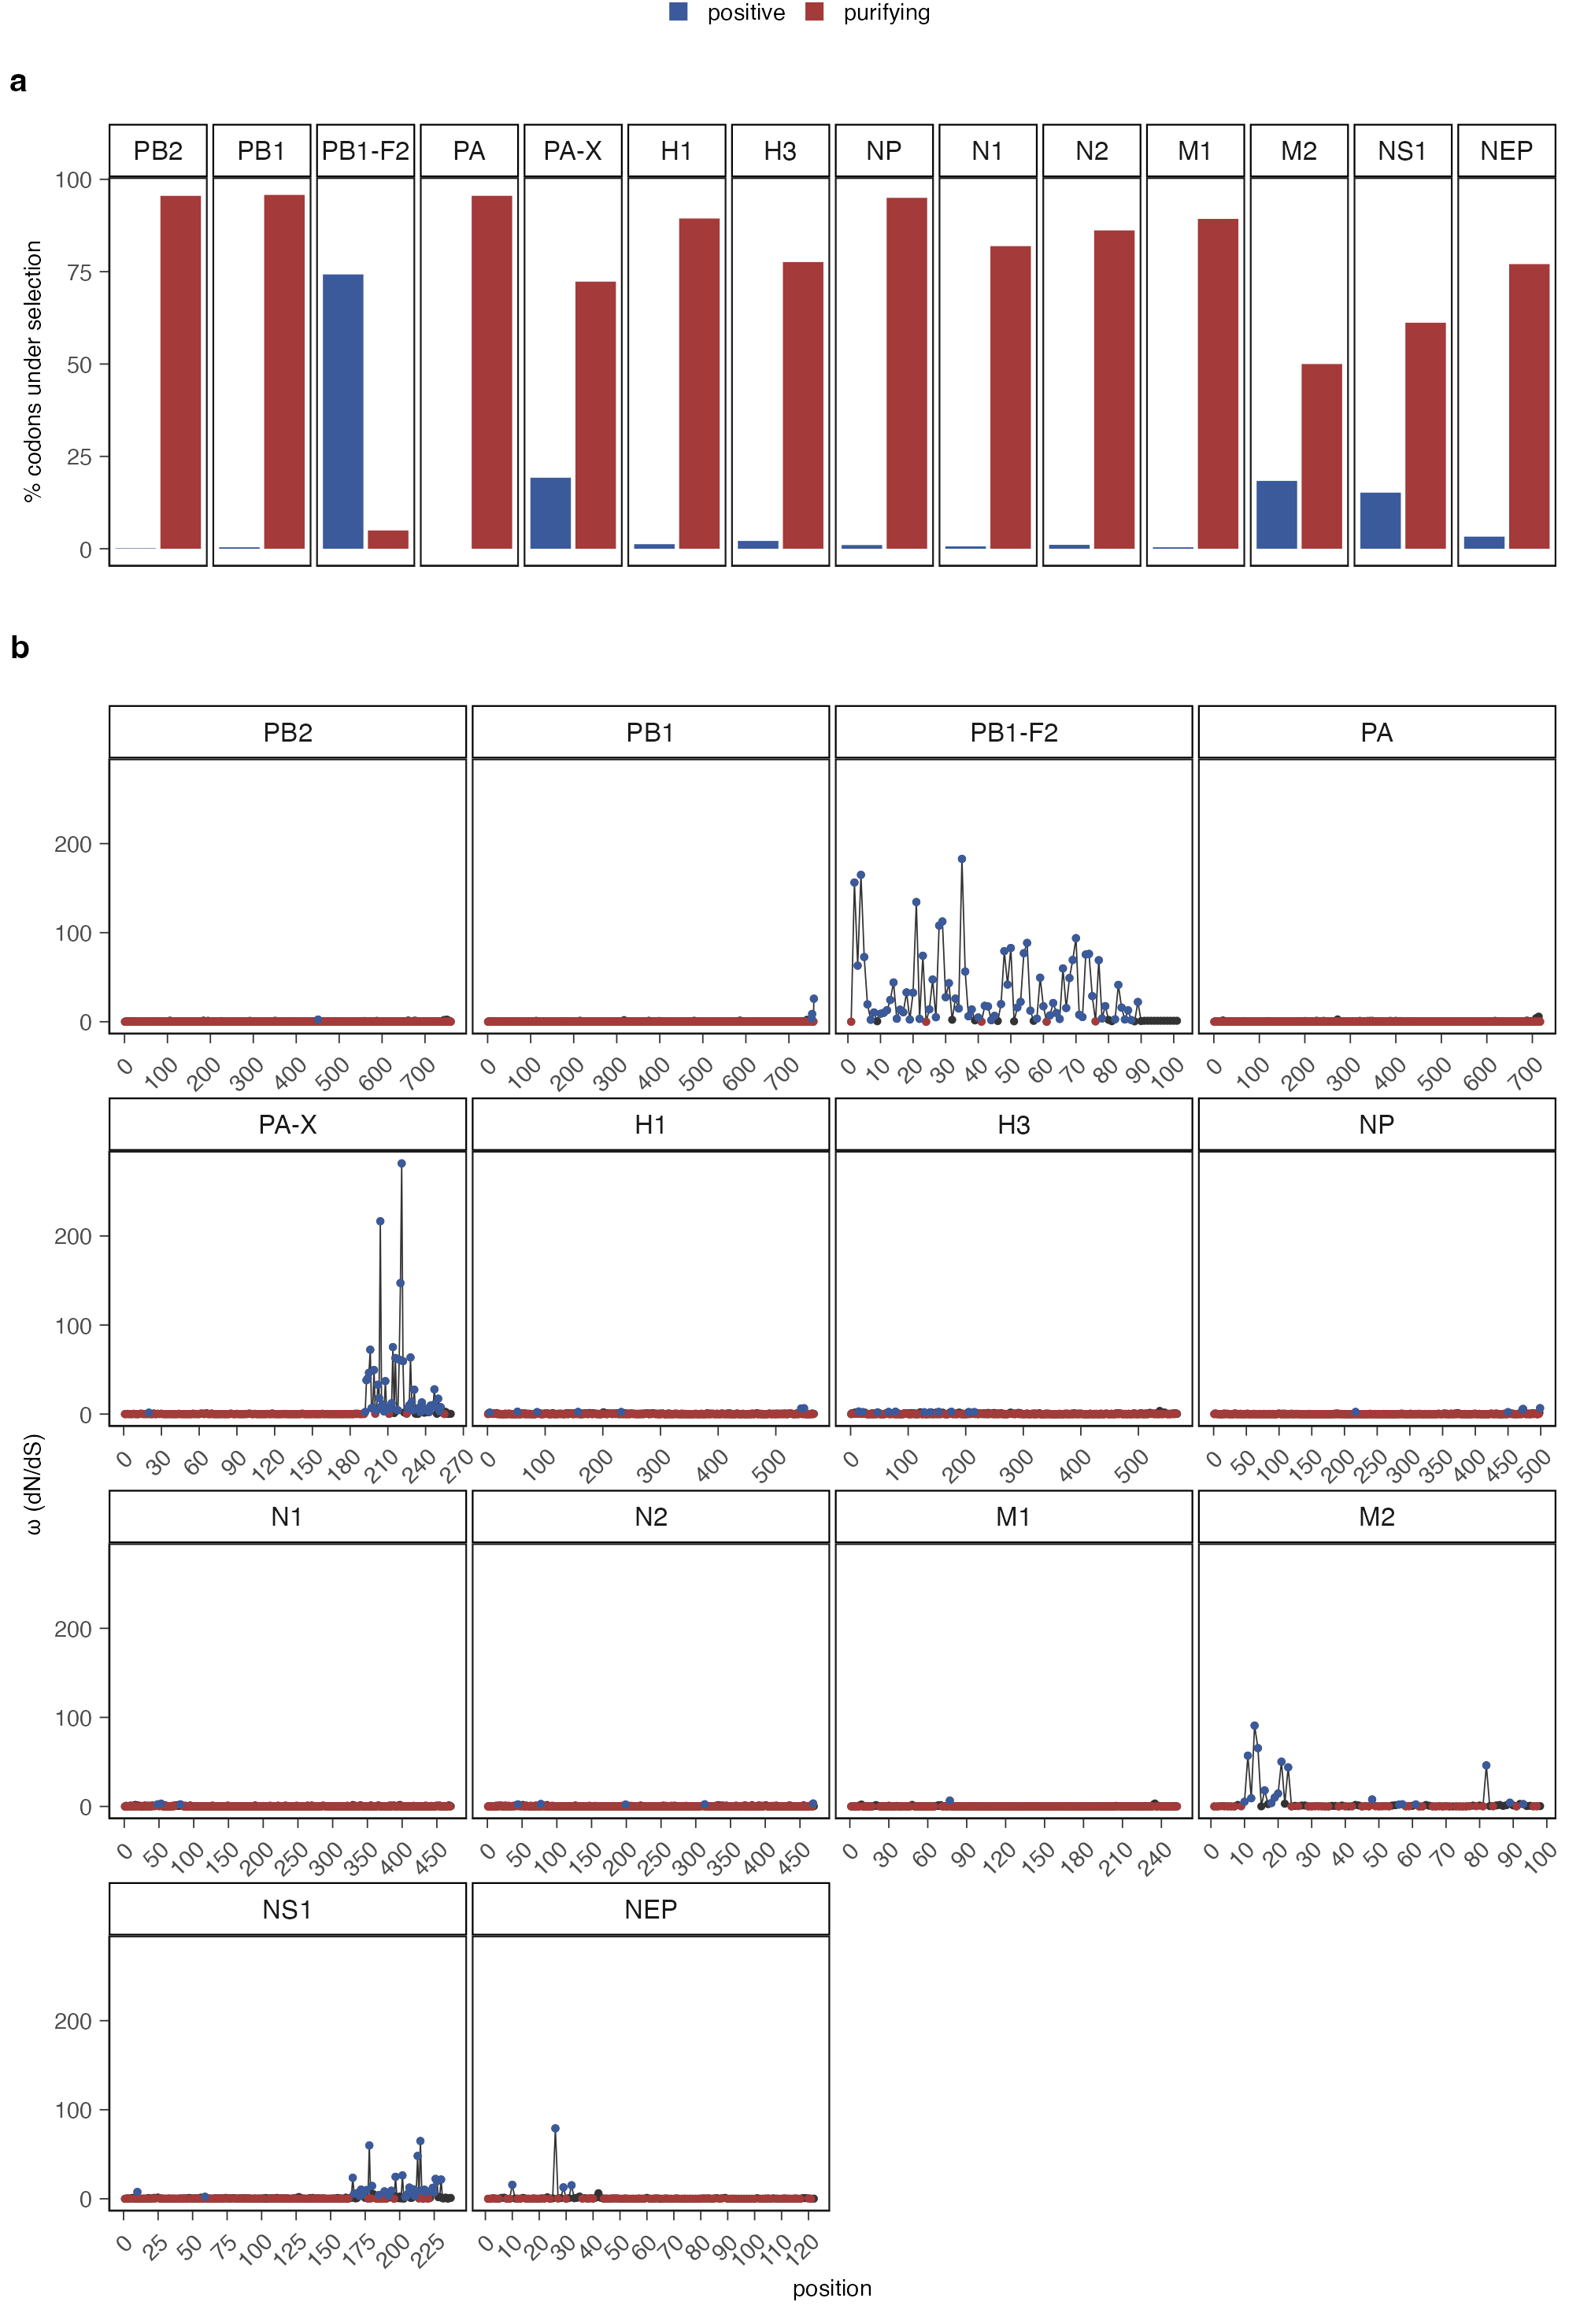 positive purifying
a
PB2 PB1 PB1-F2 PA PA-X H1 H3 NP N1 N2 M1 M2 NS1 NEP
100
75
50
25
0
% codons under selection
b
PB2 PB1 PB1-F2 PA
200
100
0
0 100 200 300 400 500 600 700 0 100 200 300 400 500 600 700 0 10 20 30 40 50 60 70 80 90 100 0 100 200 300 400 500 600 700
PA-X H1 H3 NP
200
100
0
0 30 60 90 120 150 180 210 240 270 0 100 200 300 400 500 0 100 200 300 400 500 0 50 100 150 200 250 300 350 400 450 500
ω (dN/dS)
N1 N2 M1 M2
200
100
0
0 50 100 150 200 250 300 350 400 450 0 50 100 150 200 250 300 350 400 450 0 30 60 90 120 150 180 210 240 0 10 20 30 40 50 60 70 80 90 100
NS1 NEP
200
100
0
0 25 50 75 100 125 150 175 200 225 0 10 20 30 40 50 60 70 80 90 100 110 120
position